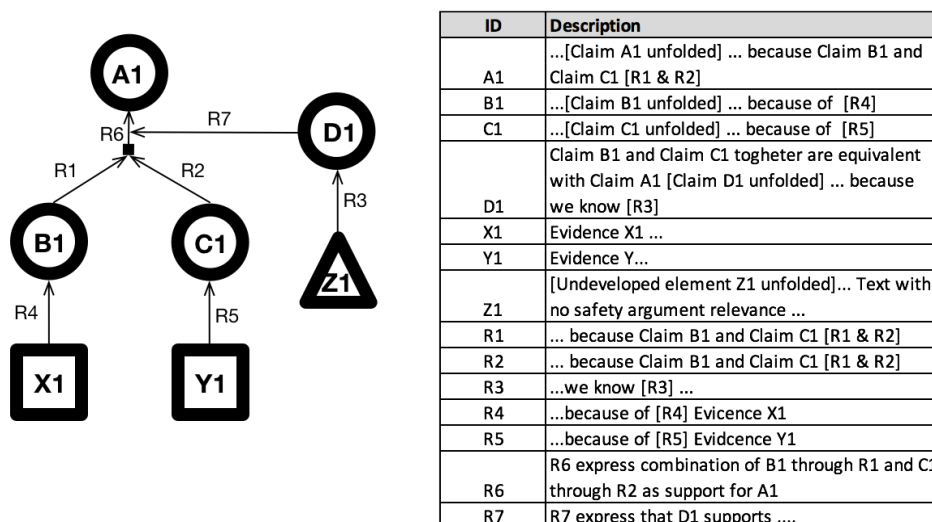 A1
R6
R7
D1
R1
R2
R3
B1
C1
Z1
R4
R5
X1
Y1
ID Description
...[Claim A1 unfolded] ... because Claim B1 and
A1 Claim C1 [R1 & R2]
B1 ...[Claim B1 unfolded] ... because of [R4]
C1 ...[Claim C1 unfolded] ... because of [R5]
Claim B1 and Claim C1 togheter are equivalent
with Claim A1 [Claim D1 unfolded] ... because
D1 we know [R3]
X1 Evidence X1 ...
Y1 Evidence Y...
[Undeveloped element Z1 unfolded]... Text with
Z1 no safety argument relevance ...
R1 ... because Claim B1 and Claim C1 [R1 & R2]
R2 ... because Claim B1 and Claim C1 [R1 & R2]
R3 ...we know [R3] ...
R4 ...because of [R4] Evicence X1
R5 ...because of [R5] Evidcence Y1
R6 express combination of B1 through R1 and C1
R6 through R2 as support for A1
R7 R7 express that D1 supports ....